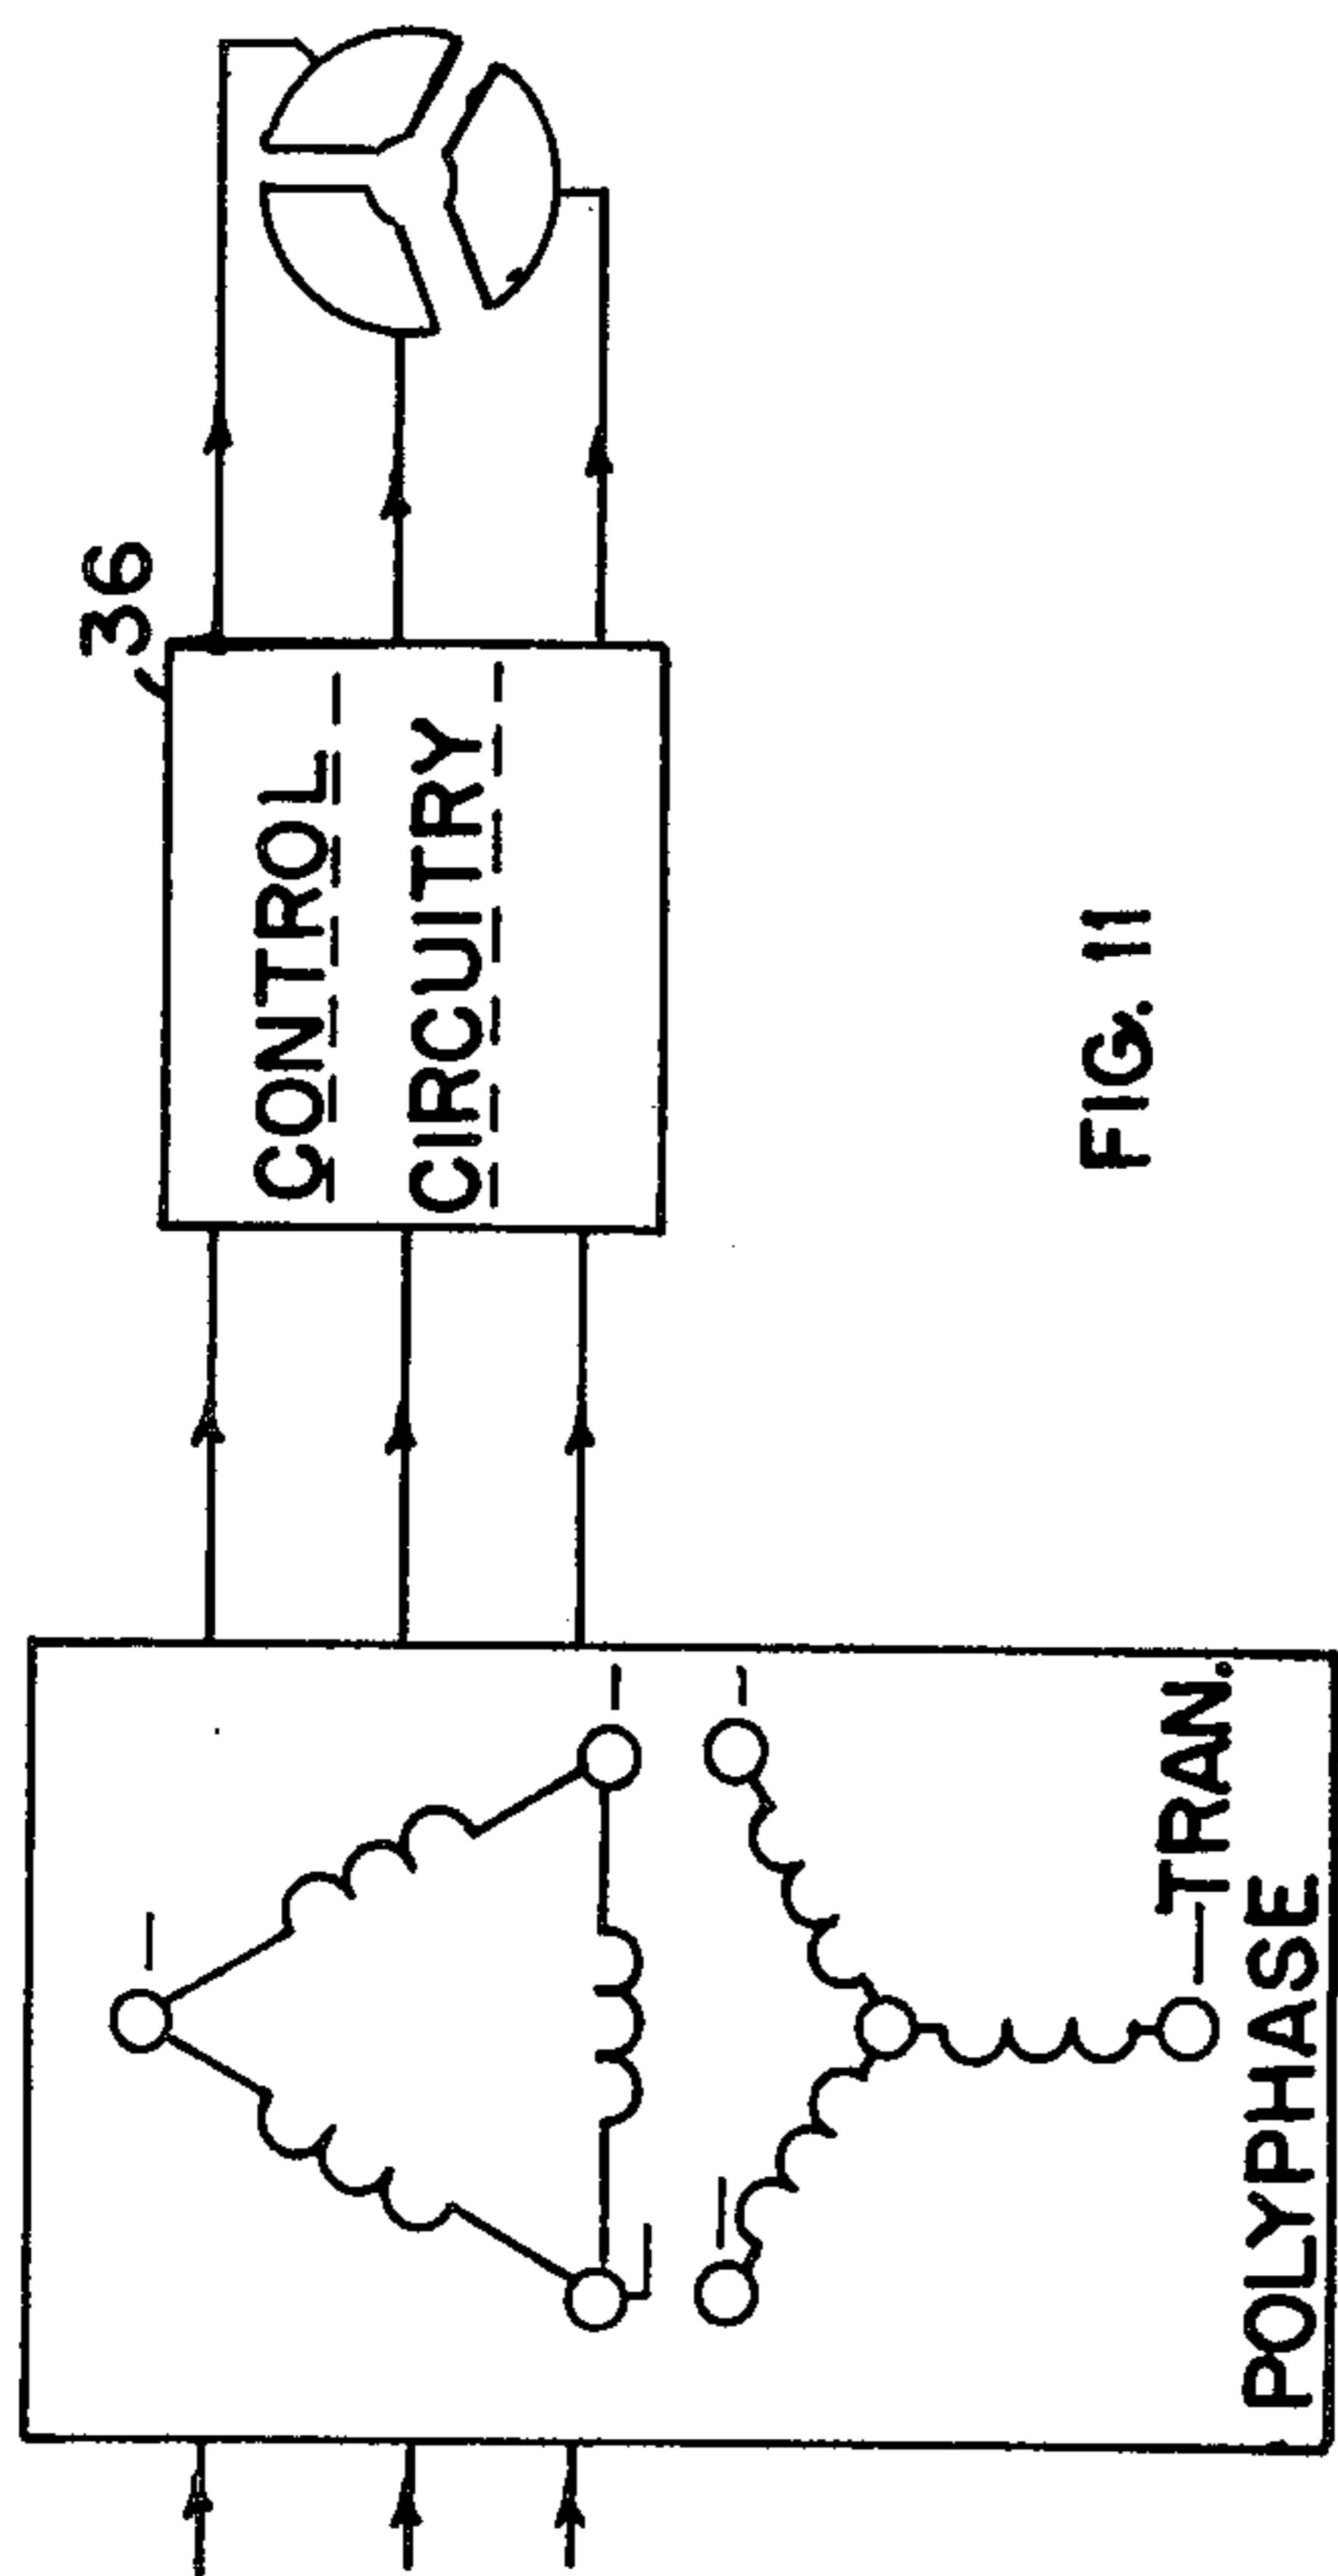 36
CONTROL
CIRCUITRY
TRAN.
POLYPHASE
FIG. 11